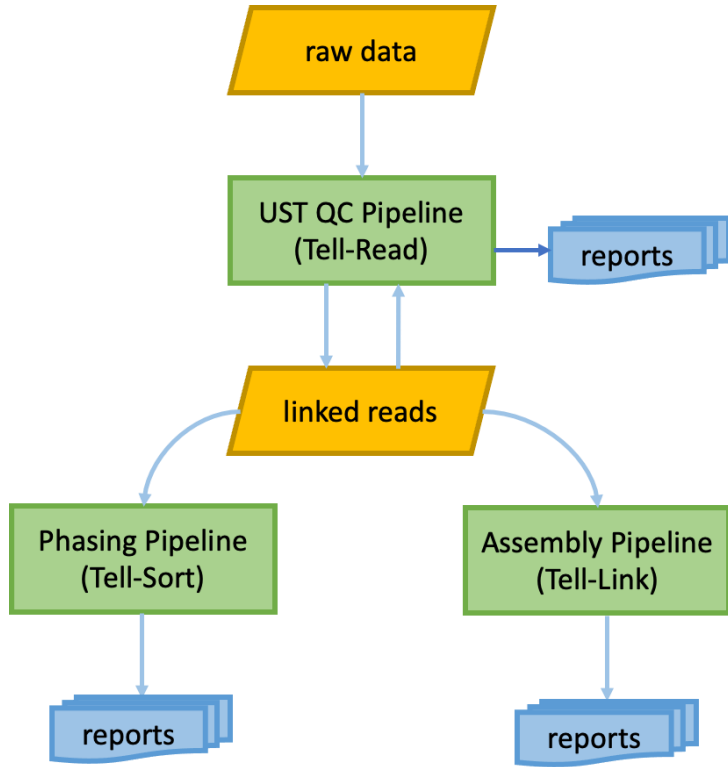 raw data
UST QC Pipeline
(Tell-Read)
reports
linked reads
Phasing Pipeline
(Tell-Sort)
Assembly Pipeline
(Tell-Link)
reports
reports